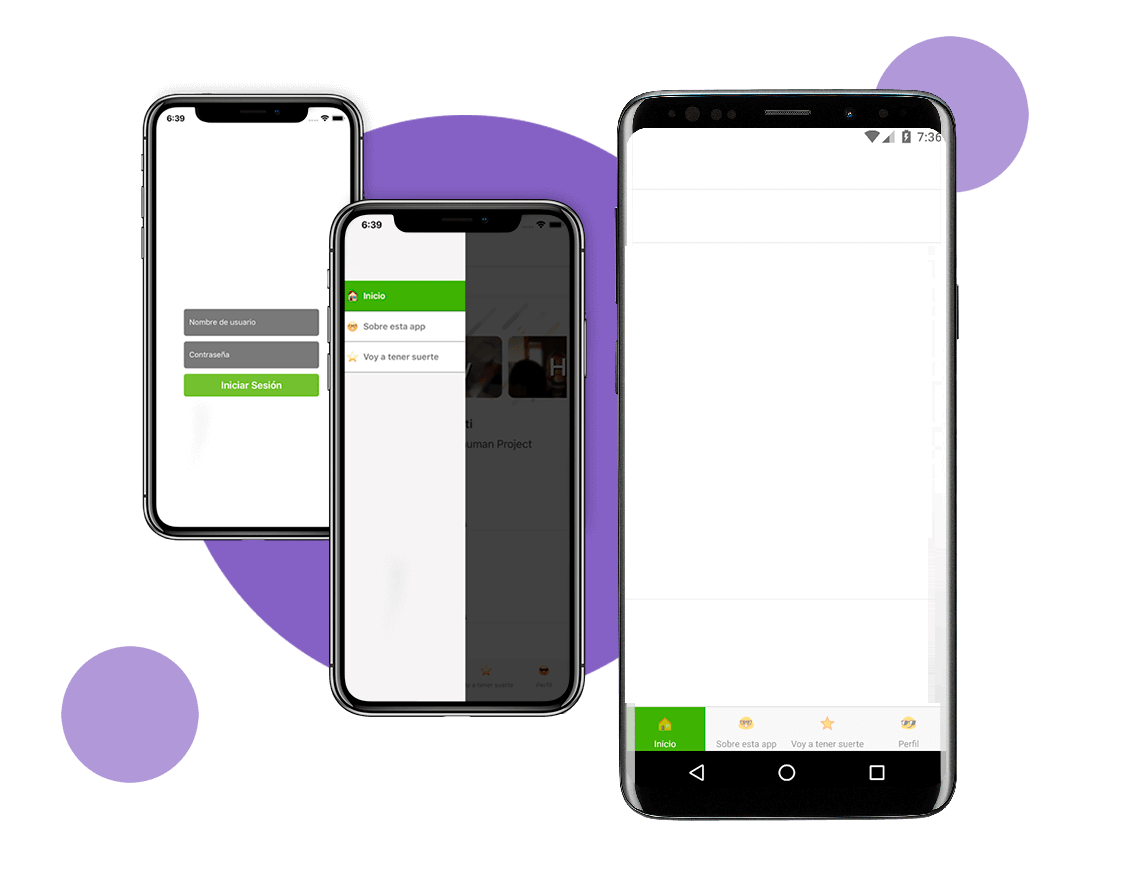 6:39
Nombre de usuario
Contraseña
Iniciar Sesión
6:39
Inicio
Sobre esta app
Voy a tener suerte
H
uman Project
a tener suerte
Perfil
7:36
Inicio
Sobre esta app
Voy a tener suerte
Perfil